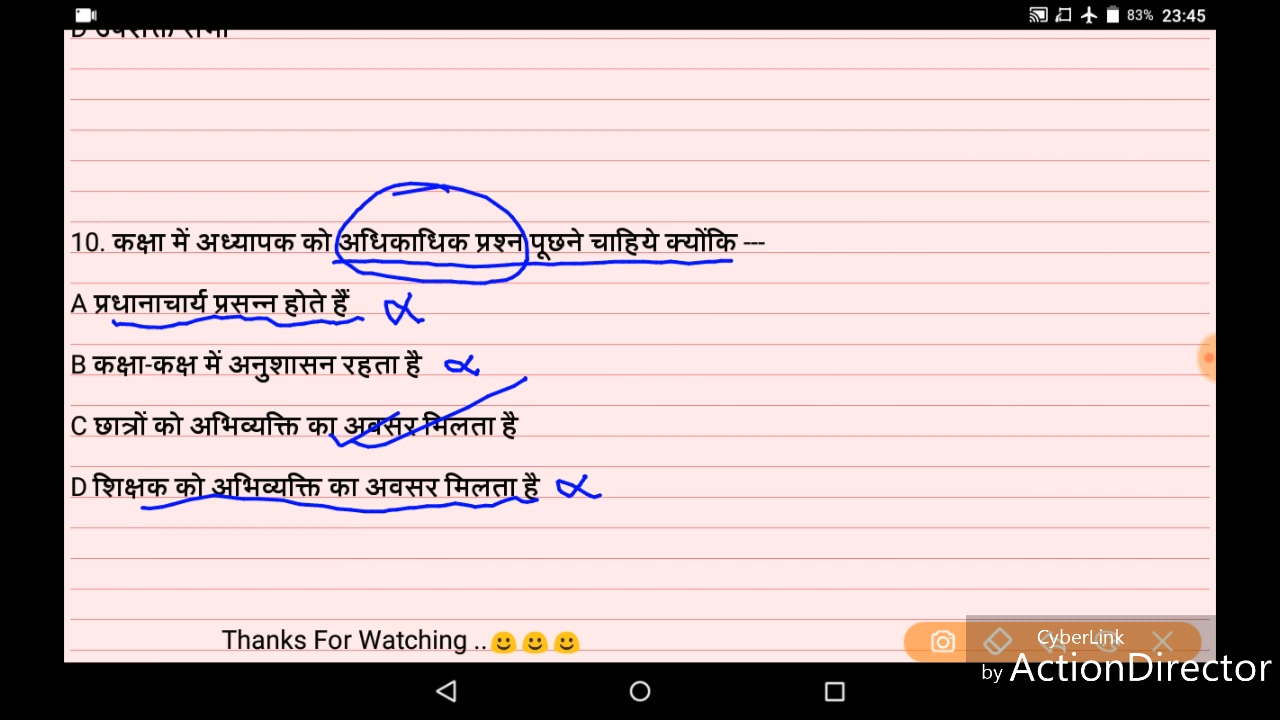 83% 23:45
10. कक्षा में अध्यापक को अधिकाधिक प्रश्न पूछने चाहिये क्योंकि ---
A प्रधानाचार्य प्रसन्न होते हैं
B कक्षा-कक्ष में अनुशासन रहता है
C छात्रों को अभिव्यक्ति का अवसर मिलता है
D शिक्षक को अभिव्यक्ति का अवसर मिलता है
Thanks For Watching ..
CyberLink
by ActionDirector